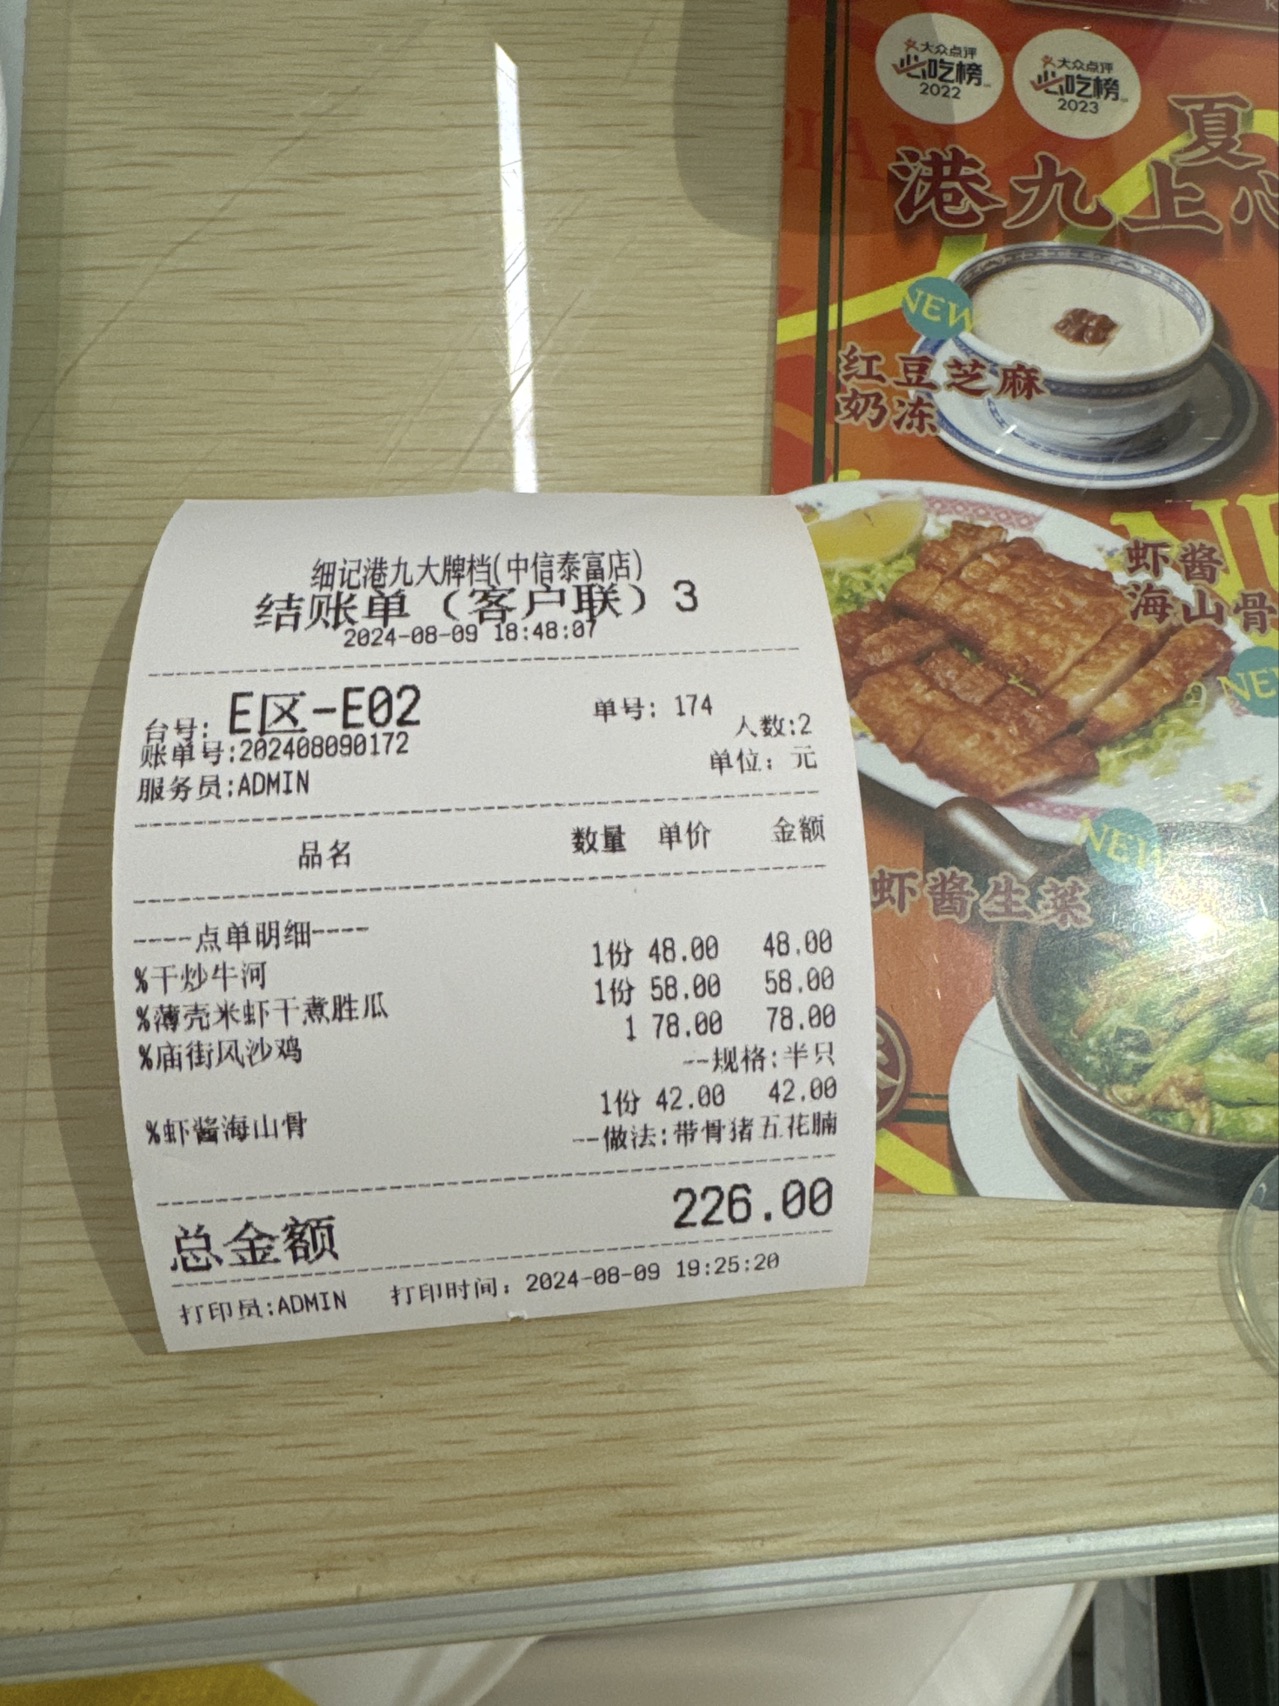 细记港九大牌档(中信泰富店)
结账单（客户联）3
2024-08-09 18:48:07
台号: E区-E02 单号: 174
人数:2
账单号:202408090172
单位: 元
服务员:ADMIN
品名 数量 单价 金额
----点单明细----
%干炒牛河 1份 48.00 48.00
%薄壳米虾干煮胜瓜 1份 58.00 58.00
%庙街风沙鸡 1 78.00 78.00
--规格:半只
%虾酱海山骨 1份 42.00 42.00
--做法:带骨猪五花腩
总金额 226.00
打印员:ADMIN 打印时间: 2024-08-09 19:25:20
大众点评
必吃榜
2022
大众点评
必吃榜
2023
夏
港九上
NEW
红豆芝麻
奶冻
虾酱
海山骨
NEW
NEW
虾酱生菜